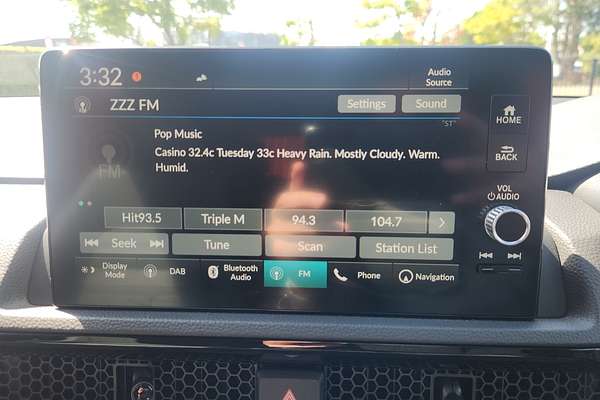 3:32
Audio
Source
ZZZ FM
Settings
Sound
"ST"
HOME
BACK
Pop Music
Casino 32.4c Tuesday 33c Heavy Rain. Mostly Cloudy. Warm.
Humid.
FM
VOL
AUDIO
Hit93.5
Triple M
94.3
104.7
Seek
Tune
Scan
Station List
Display
Mode
DAB
Bluetooth
Audio
FM
Phone
Navigation